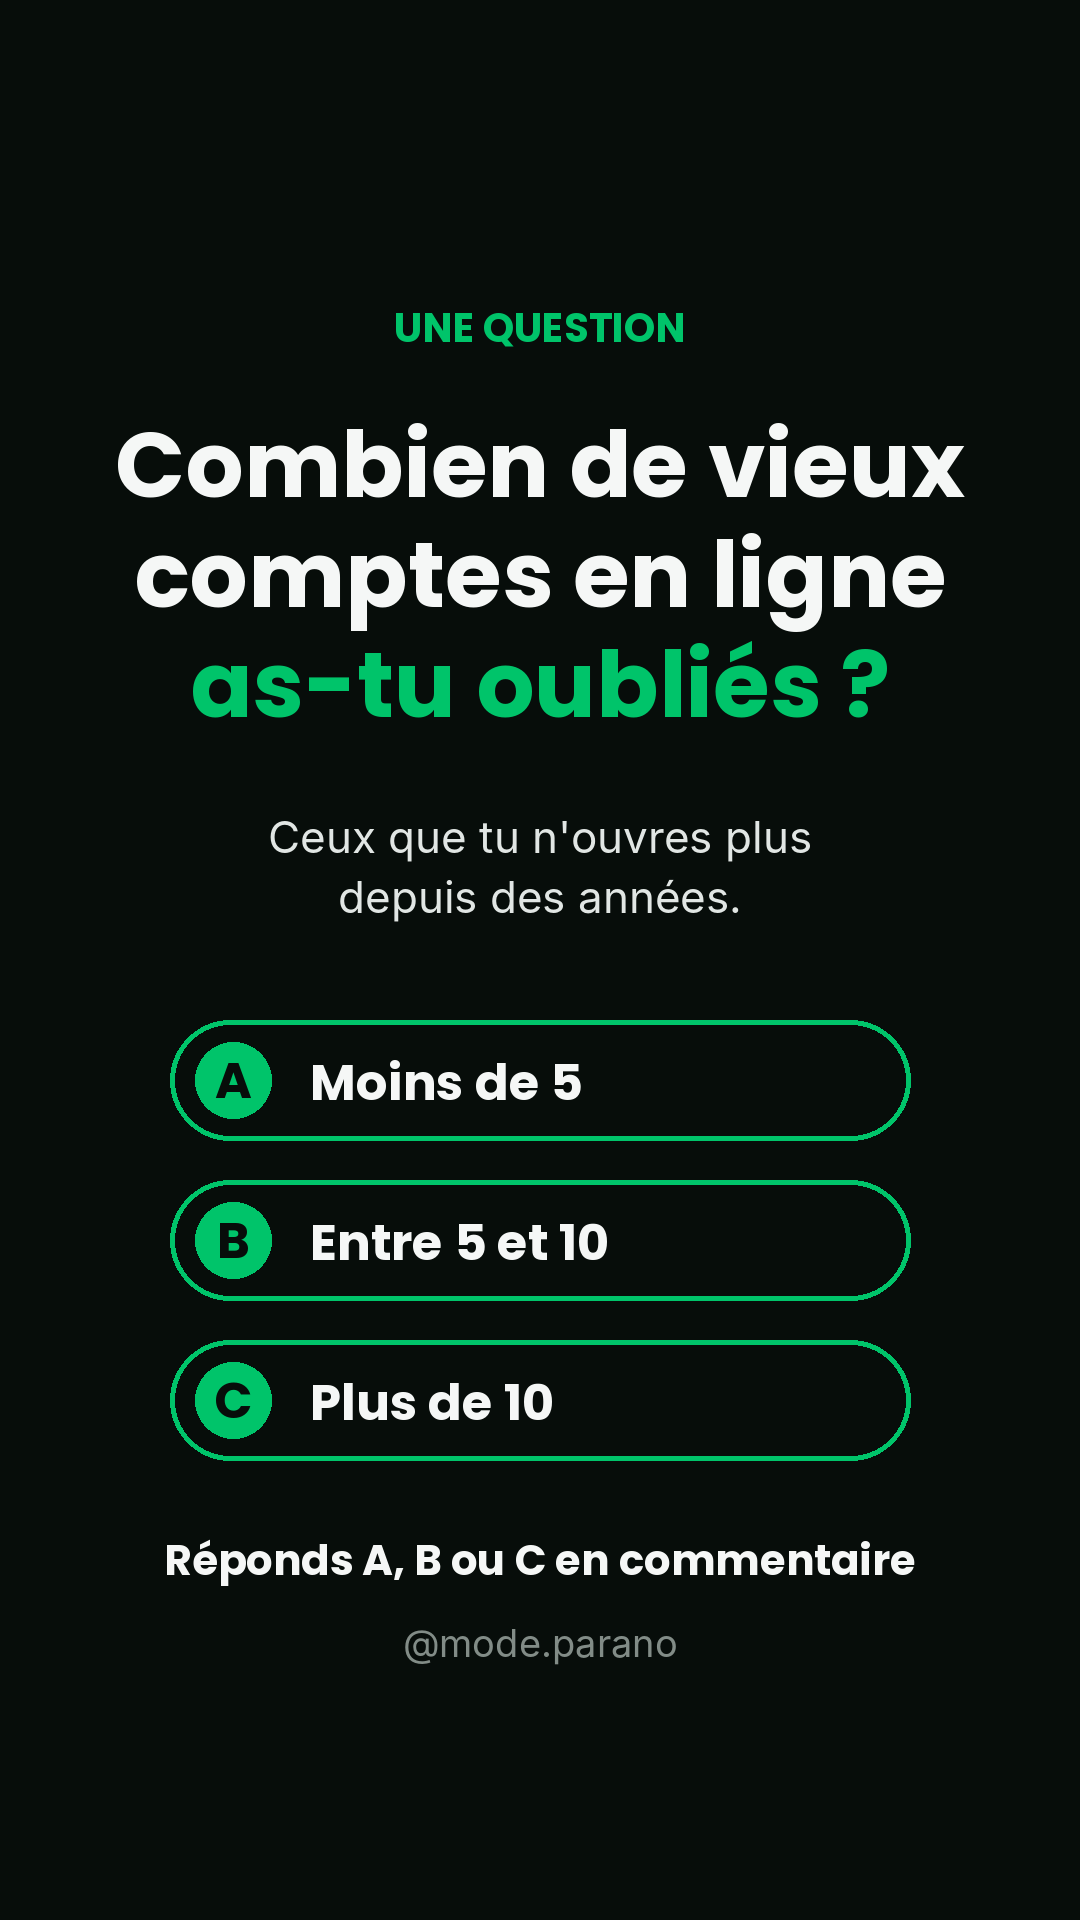 UNE QUESTION
Combien de vieux
comptes en ligne
as-tu oubliés ?
Ceux que tu n'ouvres plus
depuis des années.
A Moins de 5
B Entre 5 et 10
C Plus de 10
Réponds A, B ou C en commentaire
@mode.parano